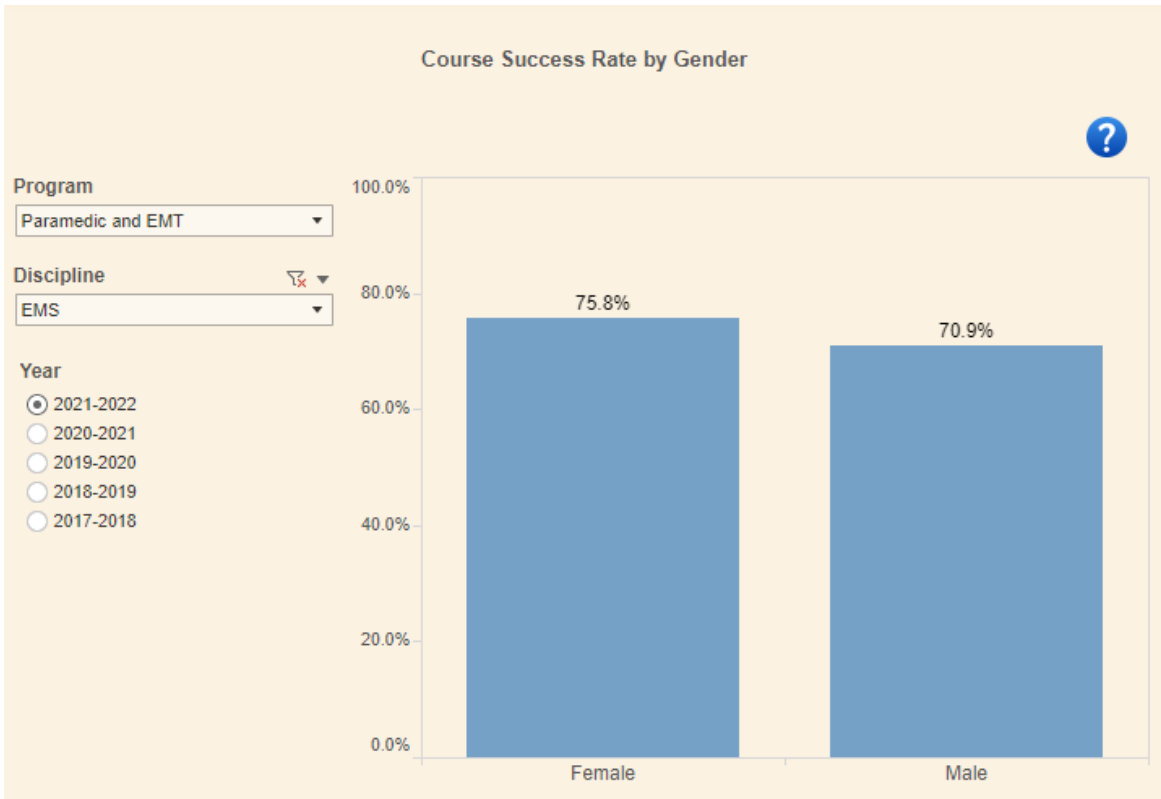 Course Success Rate by Gender
?
Program
Paramedic and EMT
Discipline
EMS
Year
2021-2022
2020-2021
2019-2020
2018-2019
2017-2018
100.0%
80.0%
60.0%
40.0%
20.0%
0.0%
75.8%
70.9%
Female
Male